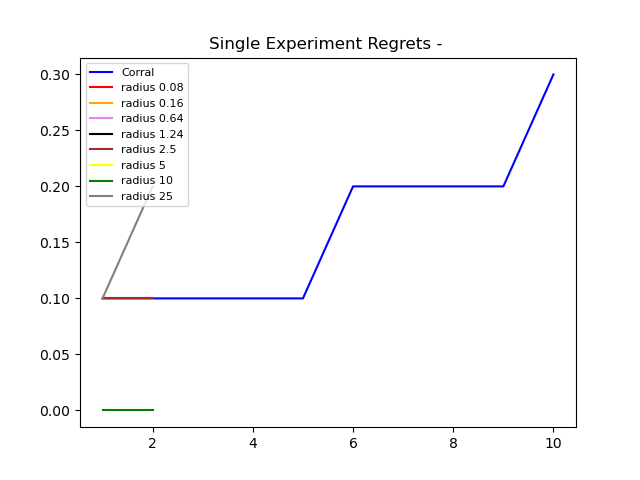 Single Experiment Regrets -
0.30
0.25
0.20
0.15
0.10
0.05
0.00
Corral
radius 0.08
radius 0.16
radius 0.64
radius 1.24
radius 2.5
radius 5
radius 10
radius 25
2 4 6 8 10